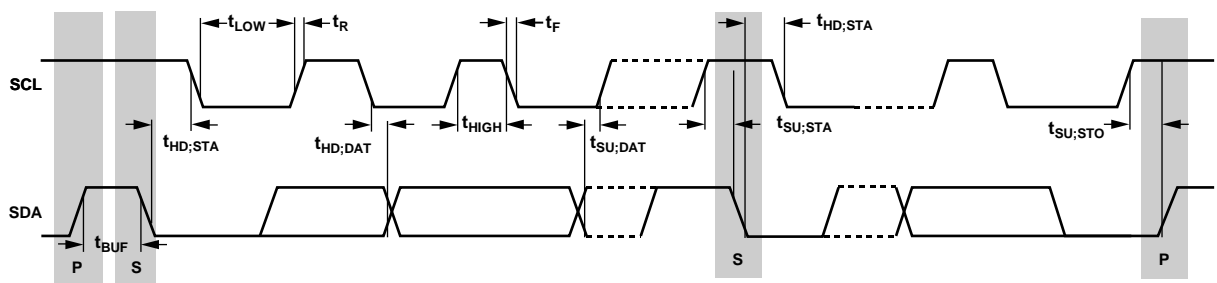 tLOW tR tF tHD;STA
SCL
tHD;STA tHD;DAT tHIGH tSU;DAT tSU;STA tSU;STO
SDA
tBUF
P S S P